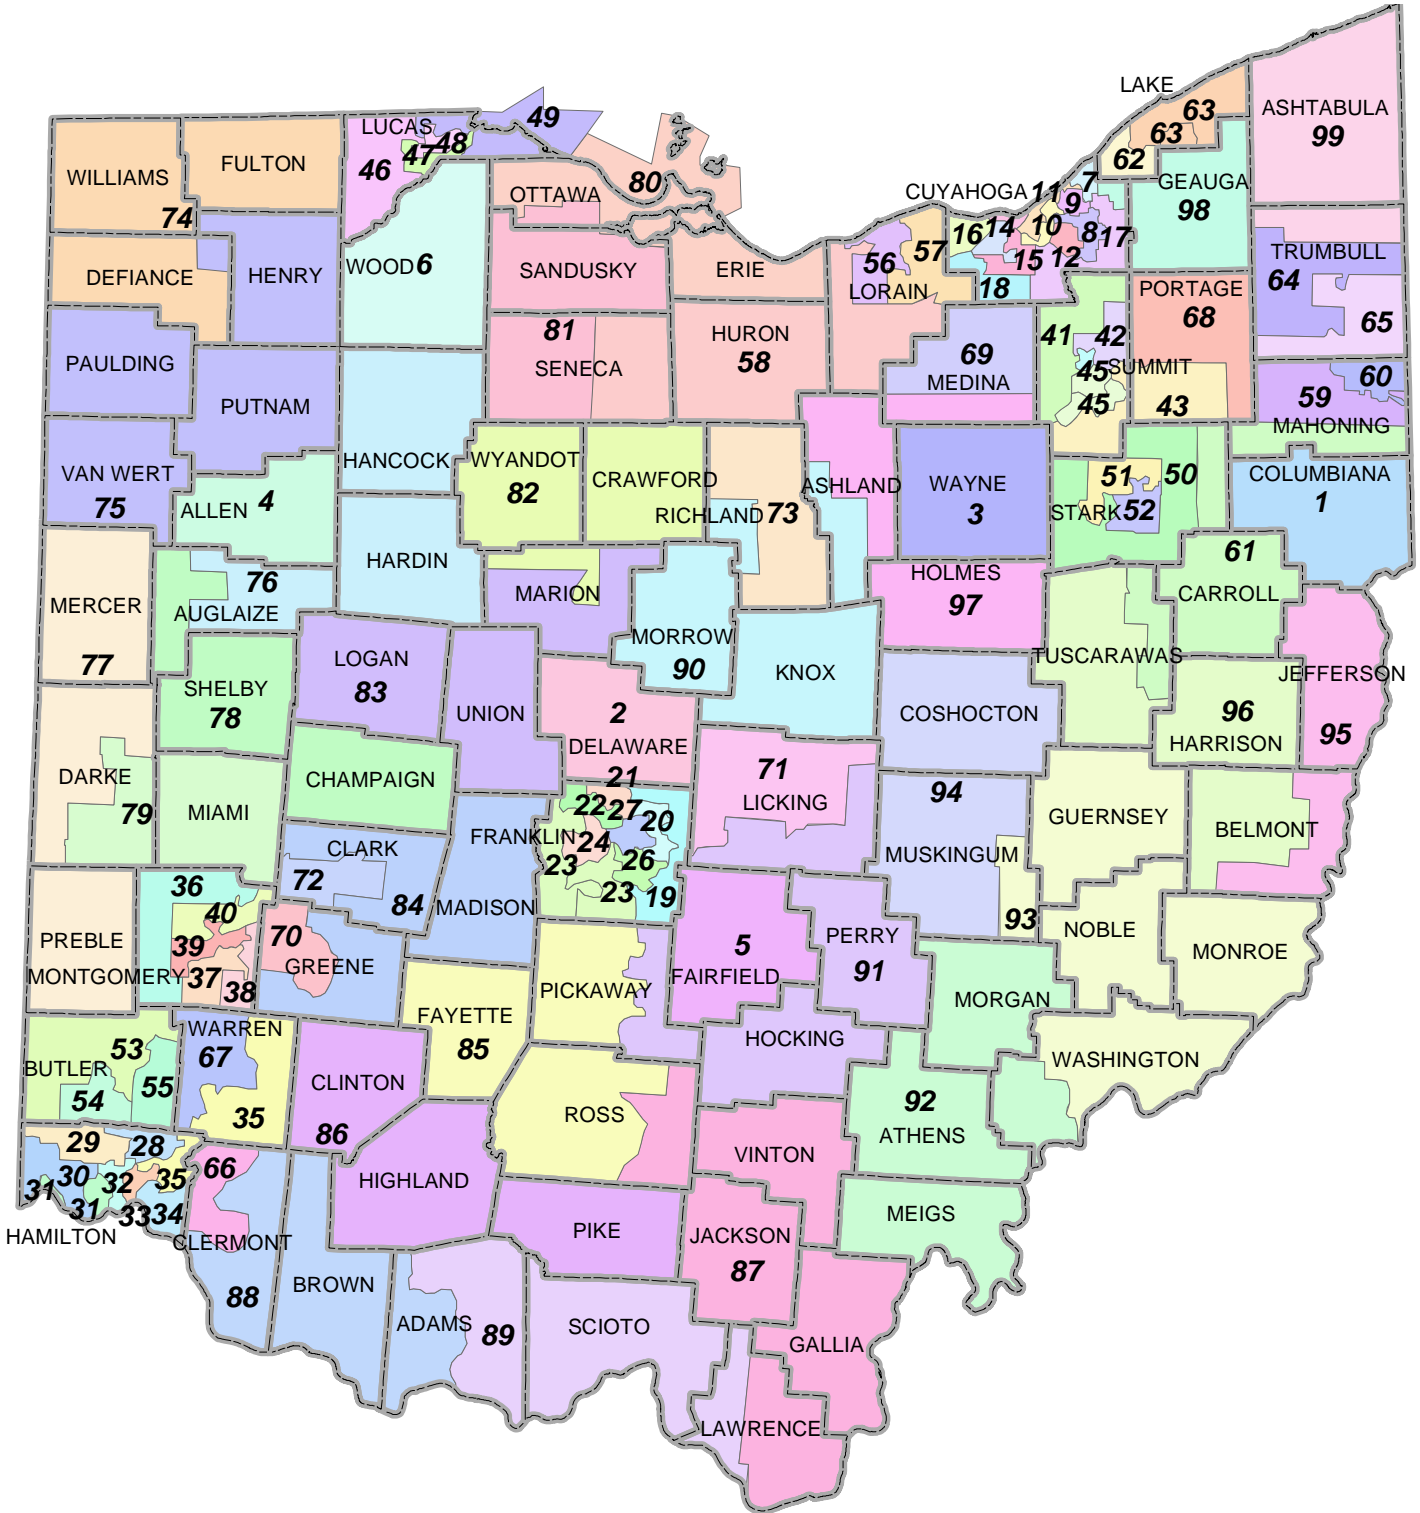 LAKE
63
ASHTABULA
99
63
62
49
LUCAS
48
47
46
FULTON
WILLIAMS
74
7
GEAUGA
98
CUYAHOGA
11
9
10
8
17
16
14
15
12
18
80
OTTAWA
57
56
LORAIN
TRUMBULL
64
65
WOOD 6
SANDUSKY
ERIE
DEFIANCE
HENRY
PORTAGE
68
81
SENECA
HURON
58
69
MEDINA
41
42
45
SUMMIT
45
43
60
59
MAHONING
PAULDING
PUTNAM
HANCOCK
WYANDOT
82
CRAWFORD
RICHLAND
73
ASHLAND
WAYNE
3
51
50
STARK
52
COLUMBIANA
1
VAN WERT
75
ALLEN
4
HARDIN
MARION
61
CARROLL
HOLMES
97
76
AUGLAIZE
MERCER
77
MORROW
90
KNOX
TUSCARAWAS
JEFFERSON
95
LOGAN
83
SHELBY
78
UNION
2
DELAWARE
COSHOCTON
96
HARRISON
DARKE
79
MIAMI
CHAMPAIGN
21
22
27
20
FRANKLIN
24
26
23
23
19
71
LICKING
94
MUSKINGUM
93
GUERNSEY
BELMONT
CLARK
72
84
MADISON
36
40
39
MONTGOMERY
37
38
70
GREENE
PREBLE
5
FAIRFIELD
PERRY
91
NOBLE
MONROE
PICKAWAY
MORGAN
FAYETTE
85
HOCKING
WASHINGTON
WARREN
67
35
53
BUTLER
54
55
CLINTON
86
ROSS
92
ATHENS
VINTON
29
28
30
31
32
35
31
33
34
HAMILTON
66
CLERMONT
88
HIGHLAND
PIKE
JACKSON
87
MEIGS
BROWN
ADAMS
89
SCIOTO
GALLIA
LAWRENCE